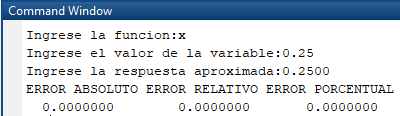 Command Window
Ingrese la funcion:x
Ingrese el valor de la variable:0.25
Ingrese la respuesta aproximada:0.2500
ERROR ABSOLUTO ERROR RELATIVO ERROR PORCENTUAL
0.0000000 0.0000000 0.0000000